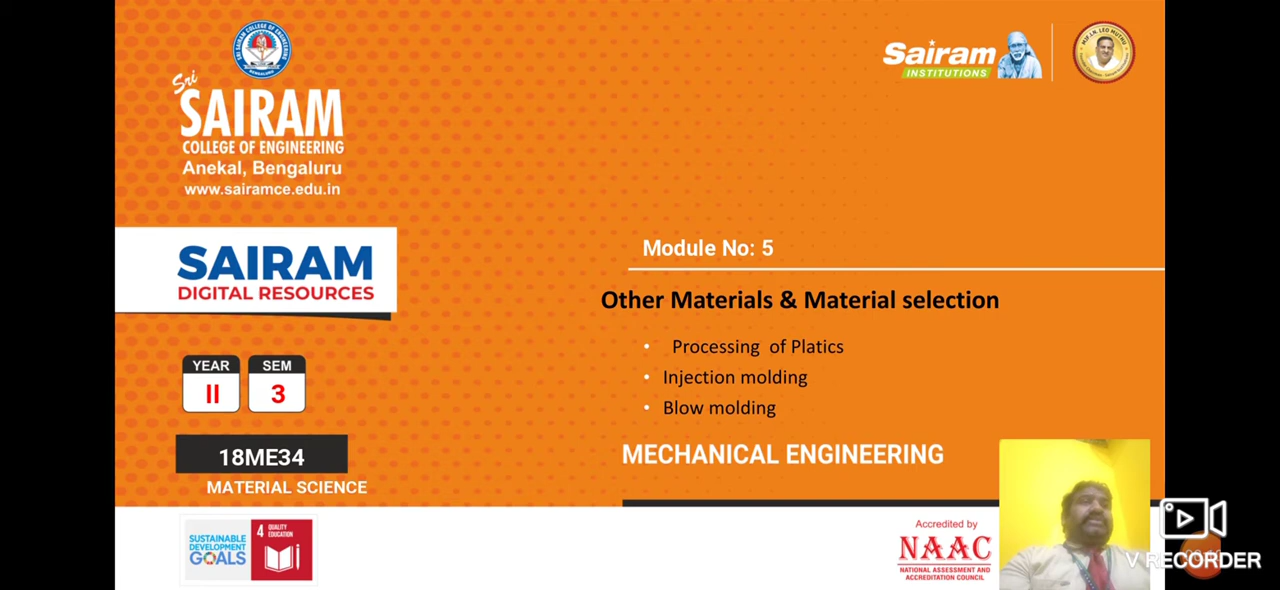 Sri
SAIRAM
COLLEGE OF ENGINEERING
Anekal, Bengaluru
www.sairamce.edu.in
Sairam
INSTITUTIONS
SAIRAM
DIGITAL RESOURCES
YEAR
II
SEM
3
18ME34
MATERIAL SCIENCE
Module No: 5
Other Materials & Material selection
• Processing of Platics
• Injection molding
• Blow molding
MECHANICAL ENGINEERING
SUSTAINABLE
DEVELOPMENT
GOALS
4 QUALITY
EDUCATION
Accredited by
NAAC
NATIONAL ASSESSMENT AND
ACCREDITATION COUNCIL
V RECORDER